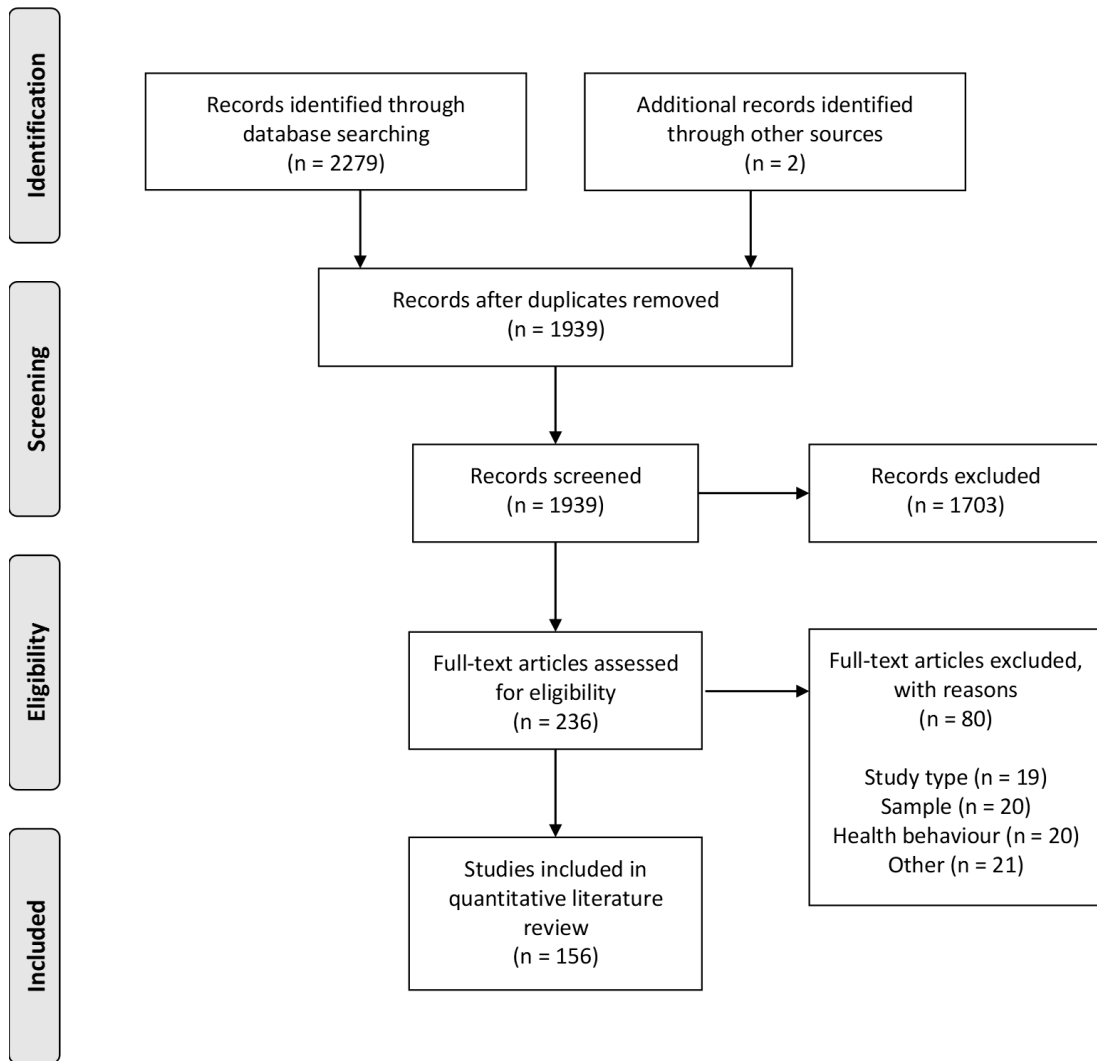 Identification
Records identified through
database searching
(n = 2279)
Additional records identified
through other sources
(n = 2)
Screening
Records after duplicates removed
(n = 1939)
Records screened
(n = 1939)
Records excluded
(n = 1703)
Eligibility
Full-text articles assessed
for eligibility
(n = 236)
Full-text articles excluded,
with reasons
(n = 80)
Study type (n = 19)
Sample (n = 20)
Health behaviour (n = 20)
Other (n = 21)
Included
Studies included in
quantitative literature
review
(n = 156)